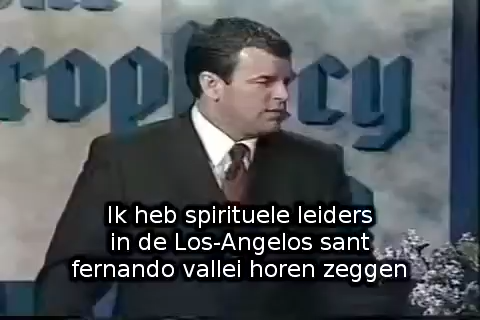 rophecy
Ik heb spirituele leiders
in de Los-Angelos sant
fernando vallei horen zeggen